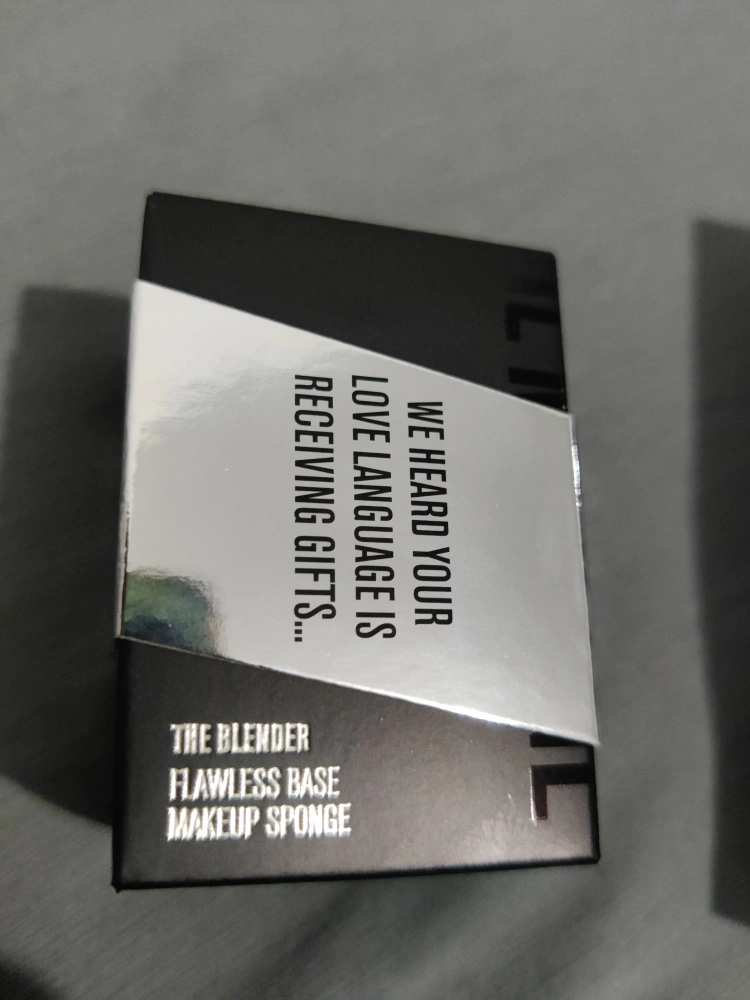 WE HEARD YOUR
LOVE LANGUAGE IS
RECEIVING GIFTS...
THE BLENDER
FLAWLESS BASE
MAKEUP SPONGE